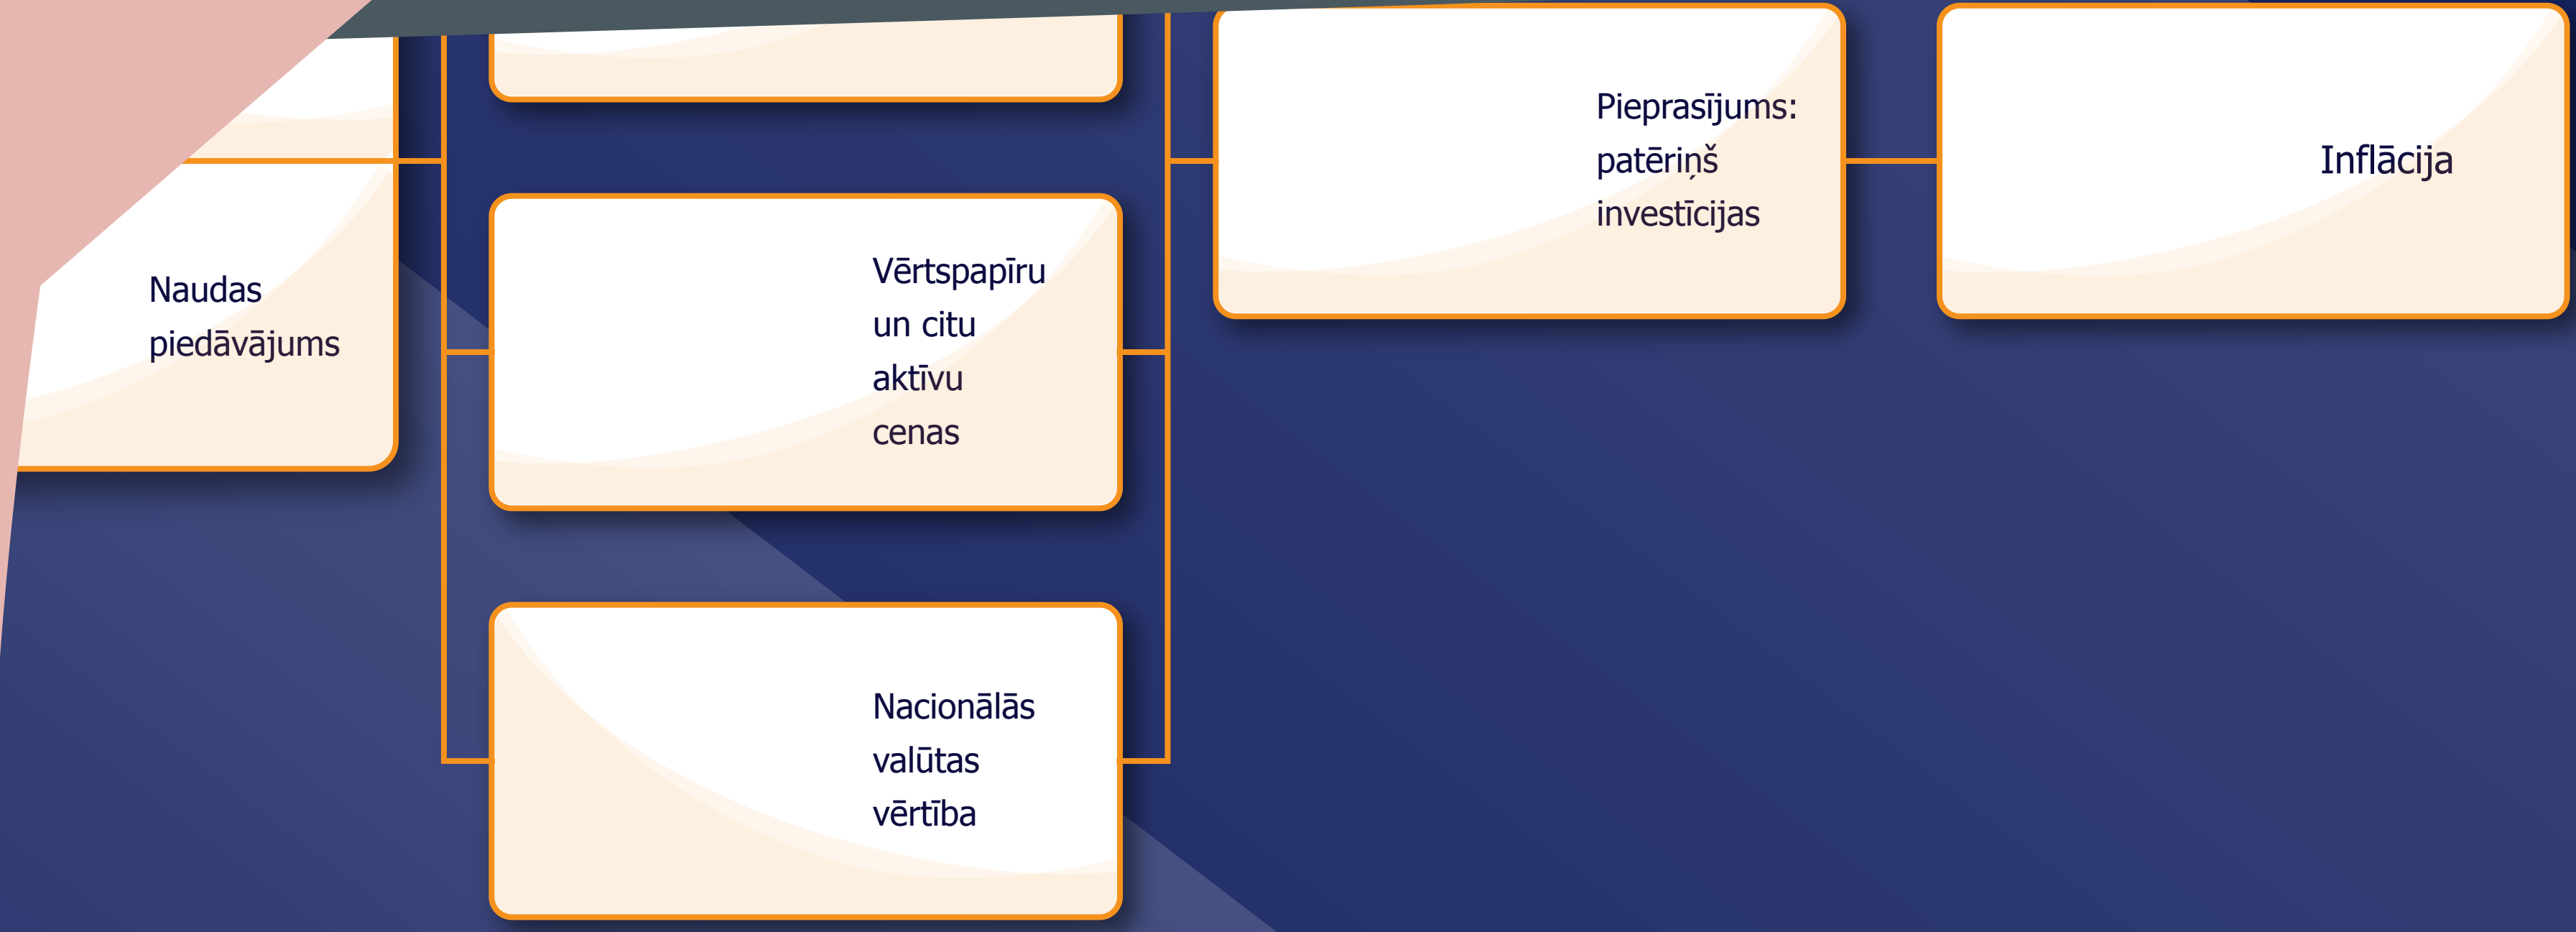 Naudas
piedāvājums
Vērtspapīru
un citu
aktīvu
cenas
Nacionālās
valūtas
vērtība
Pieprasījums:
patēriņš
investīcijas
Inflācija